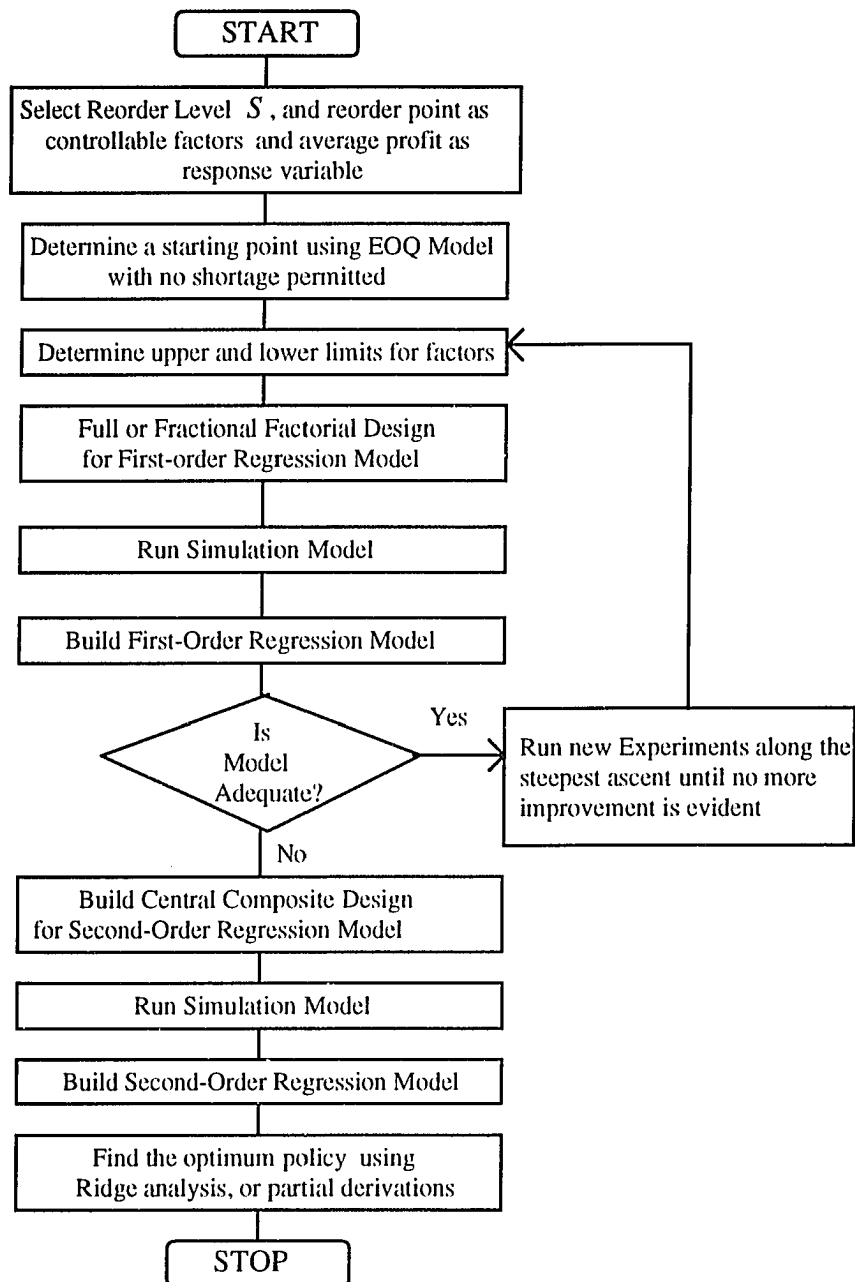 START
Select Reorder Level S, and reorder point as
controllable factors and average profit as
response variable
Determine a starting point using EOQ Model
with no shortage permitted
Determine upper and lower limits for factors
Full or Fractional Factorial Design
for First-order Regression Model
Run Simulation Model
Build First-Order Regression Model
Is
Model
Adequate?
Yes
Run new Experiments along the
steepest ascent until no more
improvement is evident
No
Build Central Composite Design
for Second-Order Regression Model
Run Simulation Model
Build Second-Order Regression Model
Find the optimum policy using
Ridge analysis, or partial derivations
STOP